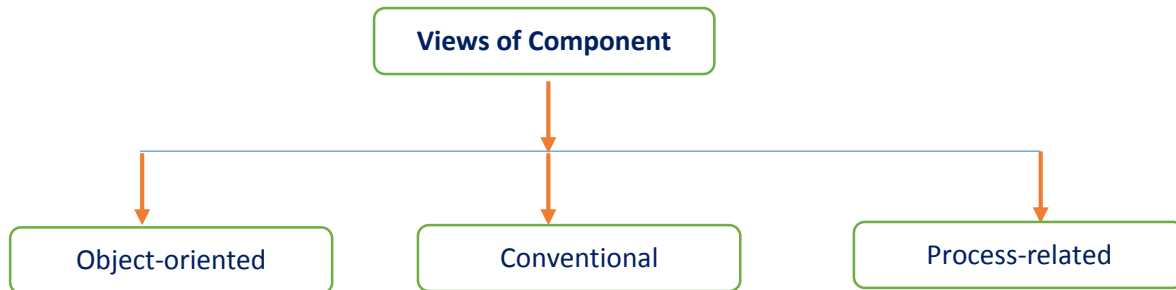 Views of Component
Object-oriented
Conventional
Process-related